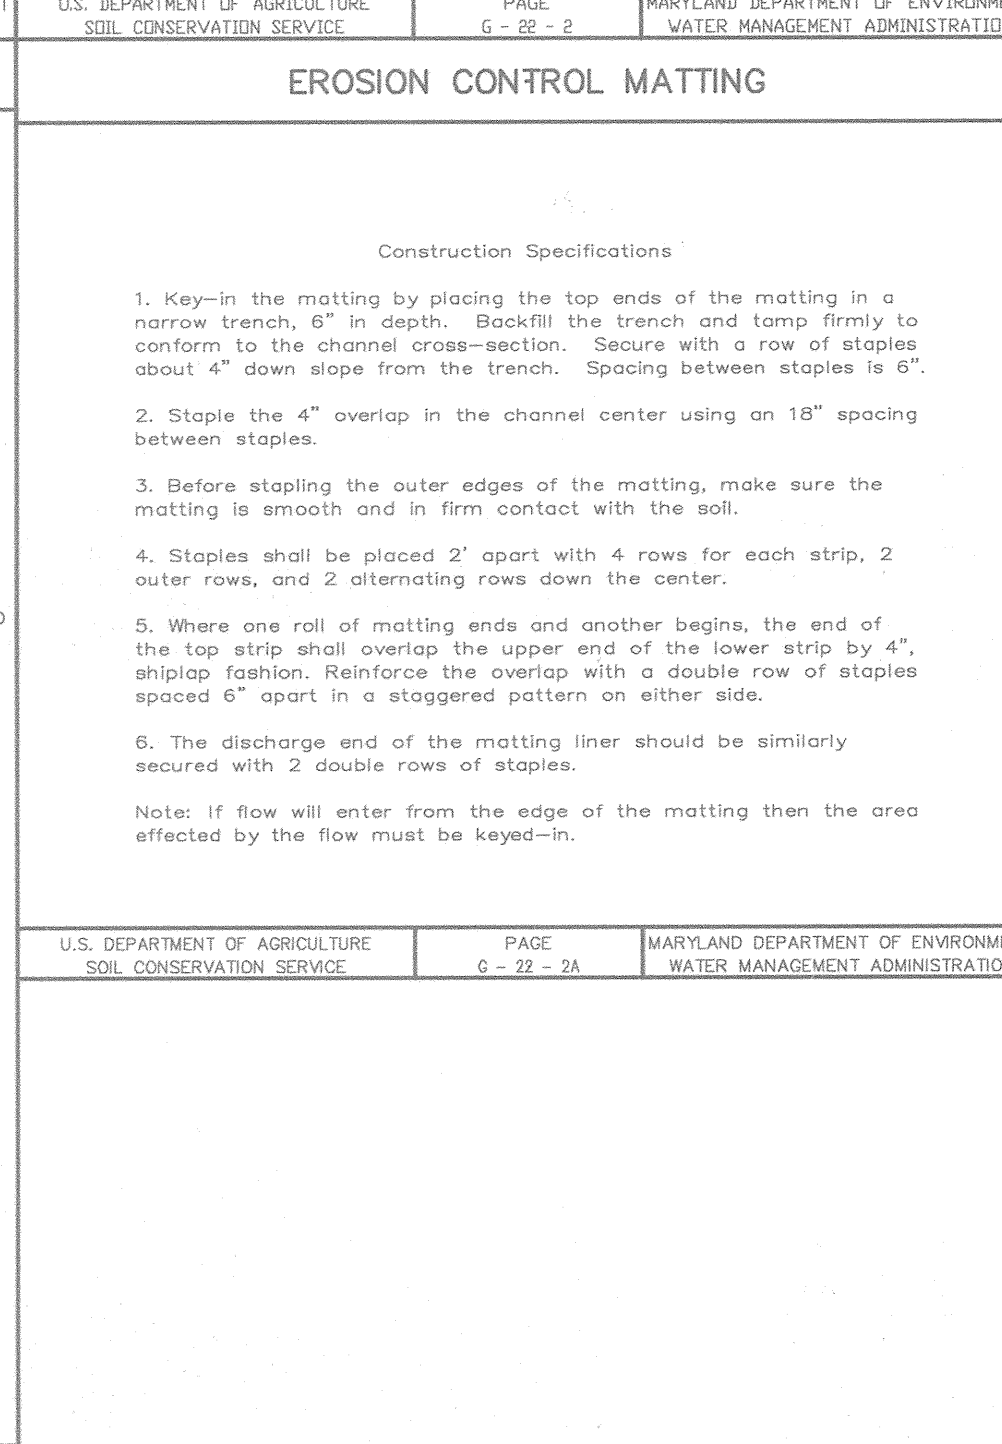 U.S. DEPARTMENT OF AGRICULTURE
SOIL CONSERVATION SERVICE
PAGE
G - 22 - 2
MARYLAND DEPARTMENT OF ENVIRONME
WATER MANAGEMENT ADMINISTRATIO
EROSION CONTROL MATTING
Construction Specifications
1. Key-in the matting by placing the top ends of the matting in a
narrow trench, 6" in depth. Backfill the trench and tamp firmly to
conform to the channel cross-section. Secure with a row of staples
about 4" down slope from the trench. Spacing between staples is 6".
2. Staple the 4" overlap in the channel center using an 18" spacing
between staples.
3. Before stapling the outer edges of the matting, make sure the
matting is smooth and in firm contact with the soil.
4. Staples shall be placed 2' apart with 4 rows for each strip, 2
outer rows, and 2 alternating rows down the center.
5. Where one roll of matting ends and another begins, the end of
the top strip shall overlap the upper end of the lower strip by 4",
shiplap fashion. Reinforce the overlap with a double row of staples
spaced 6" apart in a staggered pattern on either side.
6. The discharge end of the matting liner should be similarly
secured with 2 double rows of staples.
Note: If flow will enter from the edge of the matting then the area
effected by the flow must be keyed-in.
U.S. DEPARTMENT OF AGRICULTURE
SOIL CONSERVATION SERVICE
PAGE
G - 22 - 2A
MARYLAND DEPARTMENT OF ENVIRONME
WATER MANAGEMENT ADMINISTRATIO